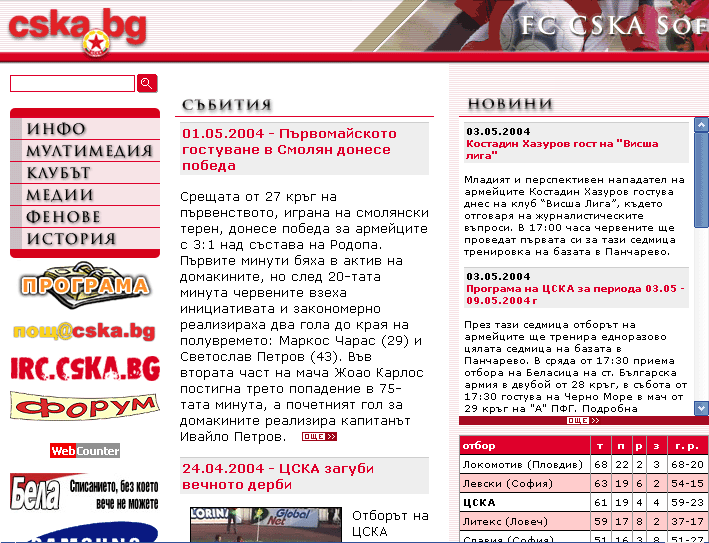 cska.bg
FC CSKA Sof
ИНФО
МУЛТИМЕДИЯ
КЛУБЪТ
МЕДИИ
ФЕНОВЕ
ИСТОРИЯ
ПРОГРАМА
пощ@cska.bg
IRC.CSKA.BG
ФОРУМ
WebCounter
Бела
Списанието, без което
вече не можете
SAMSUNG
СЪБИТИЯ
01.05.2004 - Първомайското
гостуване в Смолян донесе
победа
Срещата от 27 кръг на
първенството, играна на смолянски
терен, донесе победа за армейците
с 3:1 над състава на Родопа.
Първите минути бяха в актив на
домакините, но след 20-тата
минута червените взеха
инициативата и закономерно
реализираха два гола до края на
полувремето: Маркос Чарас (29) и
Светослав Петров (43). Във
втората част на мача Жоао Карлос
постигна трето попадение в 75-
тата минута, а почетният гол за
домакините реализира капитанът
Ивайло Петров. ОЩЕ
24.04.2004 - ЦСКА загуби
вечното дерби
Global
Net
Отборът на
ЦСКА
НОВИНИ
03.05.2004
Костадин Хазуров гост на "Висша
лига"
Младият и перспективен нападател на
армейците Костадин Хазуров гостува
днес на клуб “Висша Лига”, където
отговаря на журналистическите
въпроси. В 17:00 часа червените ще
проведат първата си за тази седмица
тренировка на базата в Панчарево.
03.05.2004
Програма на ЦСКА за периода 03.05 -
09.05.2004 г
През тази седмица отборът на
армейците ще тренира едноразово
цялата седмица на базата в
Панчарево. В сряда от 17:30 приема
отбора на Беласица на ст. Българска
армия в двубой от 28 кръг, в събота от
17:30 гостува на Черно Море в мач от
29 кръг на "А" ПФГ. Подробна
ОЩЕ
отбор т п р з г. р.
Локомотив (Пловдив) 68 22 2 3 68-20
Левски (София) 63 19 6 2 54-15
ЦСКА 61 19 4 4 59-23
Литекс (Ловеч) 59 17 8 2 37-17
Славия (София) 51 16 3 8 51-27